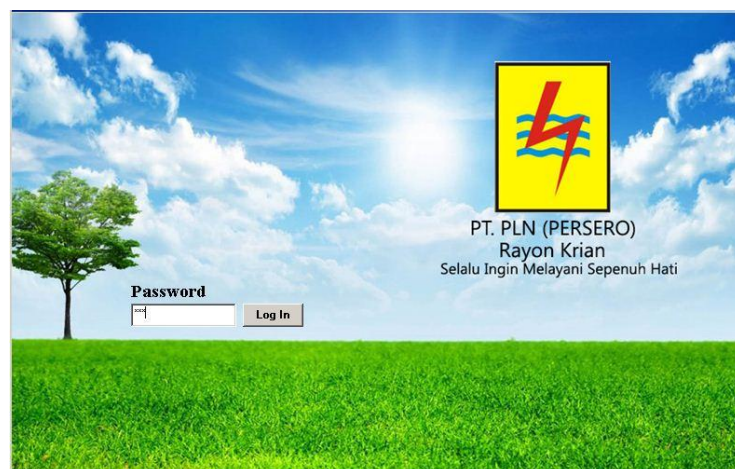 PT. PLN (PERSERO)
Rayon Krian
Selalu Ingin Melayani Sepenuh Hati
Password
***
Log In